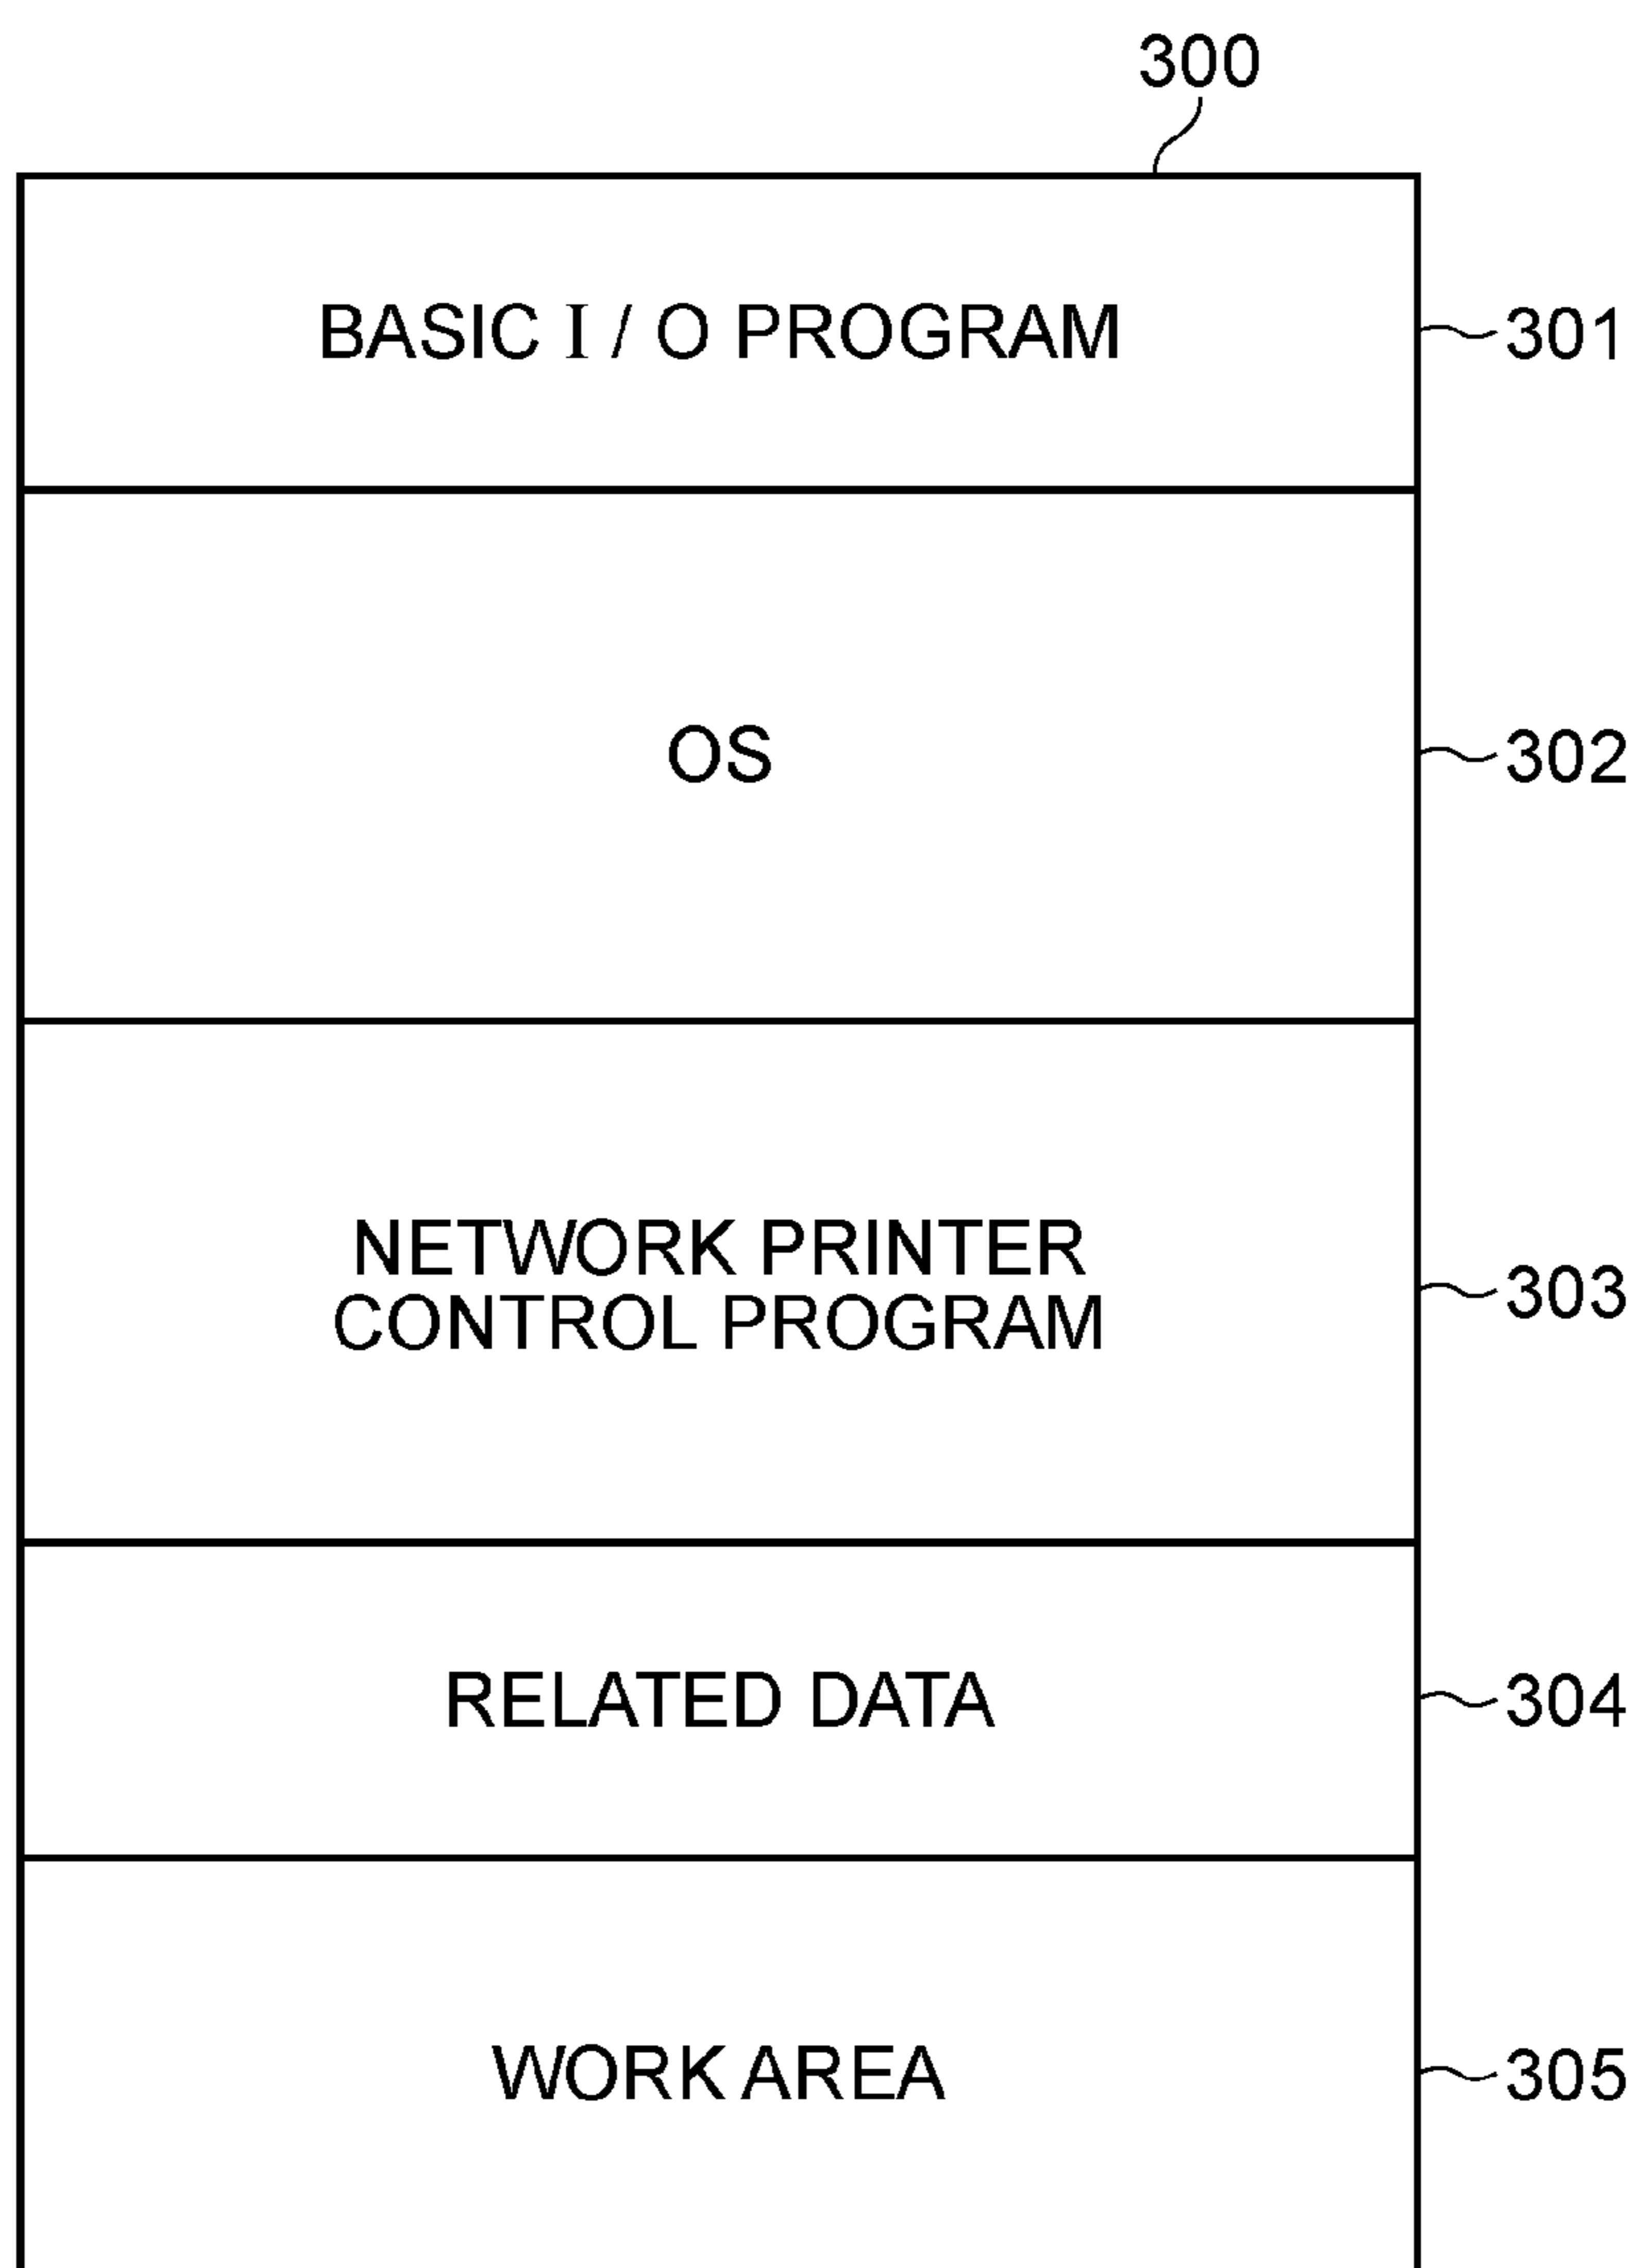 300
BASIC I / O PROGRAM
301
OS
302
NETWORK PRINTER
CONTROL PROGRAM
303
RELATED DATA
304
WORK AREA
305